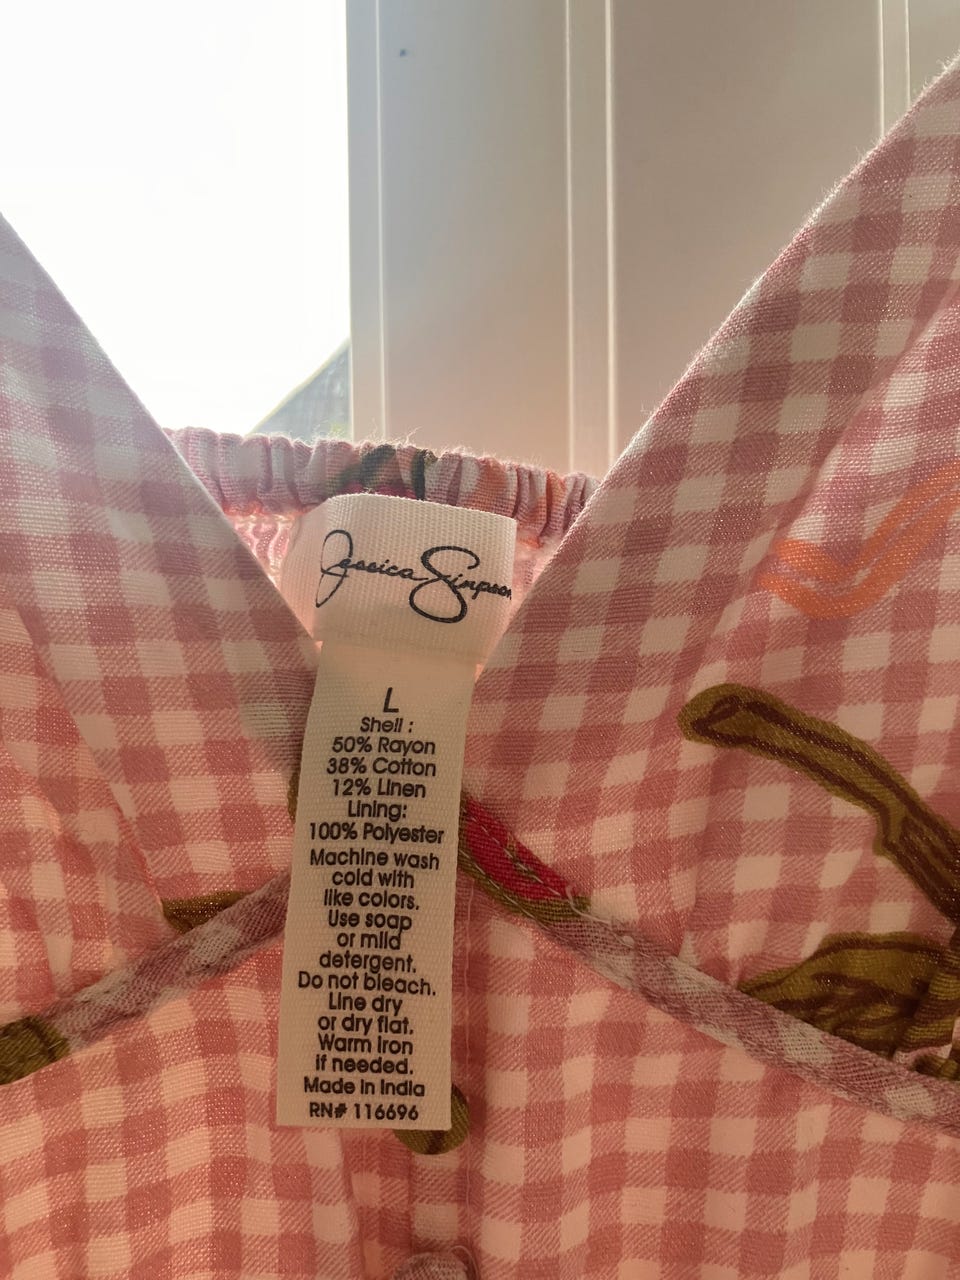 Jessica Simpson
L
Shell :
50% Rayon
38% Cotton
12% Linen
Lining:
100% Polyester
Machine wash
cold with
like colors.
Use soap
or mild
detergent.
Do not bleach.
Line dry
or dry flat.
Warm Iron
if needed.
Made in India
RN# 116696